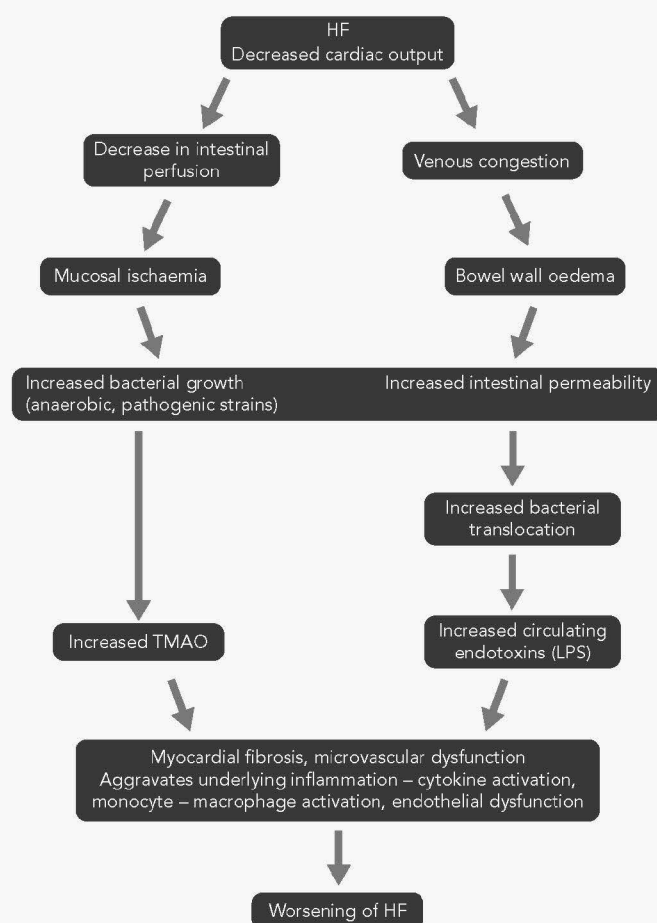 HF
Decreased cardiac output
Decrease in intestinal
perfusion
Venous congestion
Mucosal ischaemia
Bowel wall oedema
Increased bacterial growth
(anaerobic, pathogenic strains)
Increased intestinal permeability
Increased bacterial
translocation
Increased TMAO
Increased circulating
endotoxins (LPS)
Myocardial fibrosis, microvascular dysfunction
Aggravates underlying inflammation – cytokine activation,
monocyte – macrophage activation, endothelial dysfunction
Worsening of HF